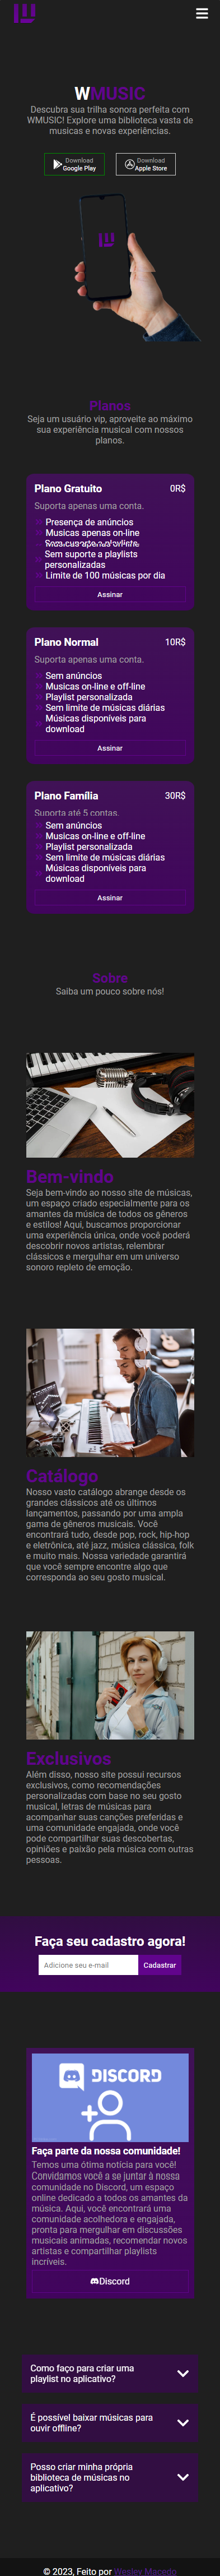 WMUSIC
Descubra sua trilha sonora perfeita com
WMUSIC! Explore uma biblioteca vasta de
musicas e novas experiências.
Download
Google Play
Download
Apple Store
Planos
Seja um usuário vip, aproveite ao máximo
sua experiência musical com nossos
planos.
Plano Gratuito 0R$
Suporta apenas uma conta.
Presença de anúncios
Musicas apenas on-line
Sem suporte a playlists
personalizadas
Limite de 100 músicas por dia
Assinar
Plano Normal 10R$
Suporta apenas uma conta.
Sem anúncios
Musicas on-line e off-line
Playlist personalizada
Sem limite de músicas diárias
Músicas disponíveis para
download
Assinar
Plano Família 30R$
Suporta até 5 contas.
Sem anúncios
Musicas on-line e off-line
Playlist personalizada
Sem limite de músicas diárias
Músicas disponíveis para
download
Assinar
Sobre
Saiba um pouco sobre nós!
Bem-vindo
Seja bem-vindo ao nosso site de músicas,
um espaço criado especialmente para os
amantes da música de todos os gêneros
e estilos! Aqui, buscamos proporcionar
uma experiência única, onde você poderá
descobrir novos artistas, relembrar
clássicos e mergulhar em um universo
sonoro repleto de emoção.
Catálogo
Nosso vasto catálogo abrange desde os
grandes clássicos até os últimos
lançamentos, passando por uma ampla
gama de gêneros musicais. Você
encontrará tudo, desde pop, rock, hip-hop
e eletrônica, até jazz, música clássica, folk
e muito mais. Nossa variedade garantirá
que você sempre encontre algo que
corresponda ao seu gosto musical.
Exclusivos
Além disso, nosso site possui recursos
exclusivos, como recomendações
personalizadas com base no seu gosto
musical, letras de músicas para
acompanhar suas canções preferidas e
uma comunidade engajada, onde você
pode compartilhar suas descobertas,
opiniões e paixão pela música com outras
pessoas.
Faça seu cadastro agora!
Adicione seu e-mail
Cadastrar
DISCORD
Faça parte da nossa comunidade!
Temos uma ótima notícia para você!
Convidamos você a se juntar à nossa
comunidade no Discord, um espaço
online dedicado a todos os amantes da
música. Aqui, você encontrará uma
comunidade acolhedora e engajada,
pronta para mergulhar em discussões
musicais animadas, recomendar novos
artistas e compartilhar playlists
incríveis.
Discord
Como faço para criar uma
playlist no aplicativo?
É possível baixar músicas para
ouvir offline?
Posso criar minha própria
biblioteca de músicas no
aplicativo?
© 2023, Feito por Wesley Macedo